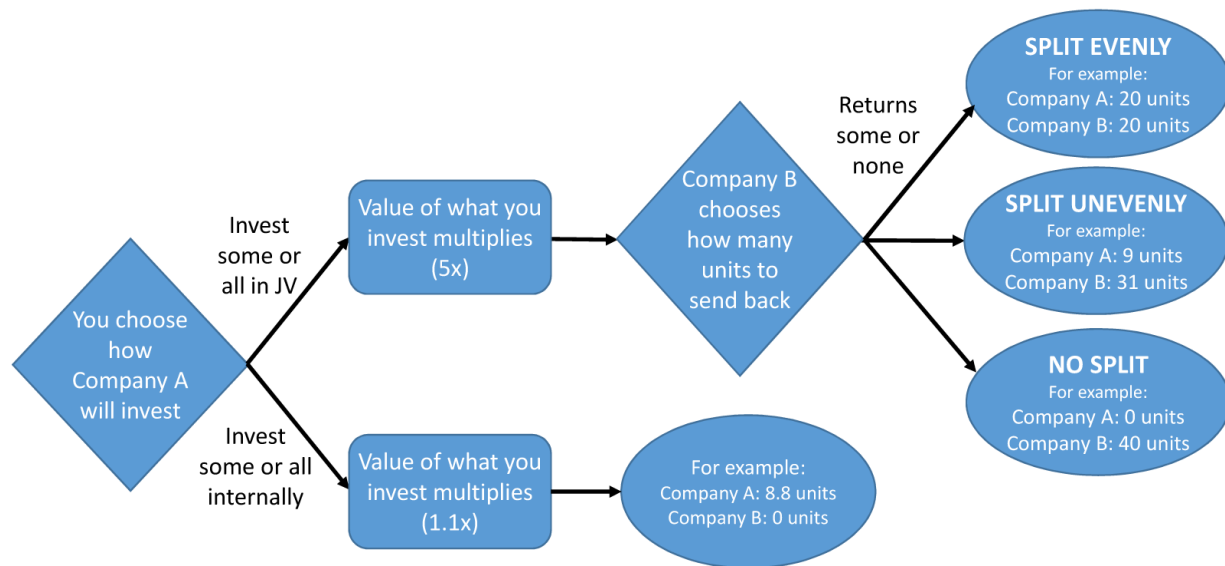 You choose
how
Company A
will invest
Invest
some or
all in JV
Value of what you
invest multiplies
(5x)
Company B
chooses
how many
units to
send back
Returns
some or
none
SPLIT EVENLY
For example:
Company A: 20 units
Company B: 20 units
SPLIT UNEVENLY
For example:
Company A: 9 units
Company B: 31 units
NO SPLIT
For example:
Company A: 0 units
Company B: 40 units
Invest
some or all
internally
Value of what you
invest multiplies
(1.1x)
For example:
Company A: 8.8 units
Company B: 0 units